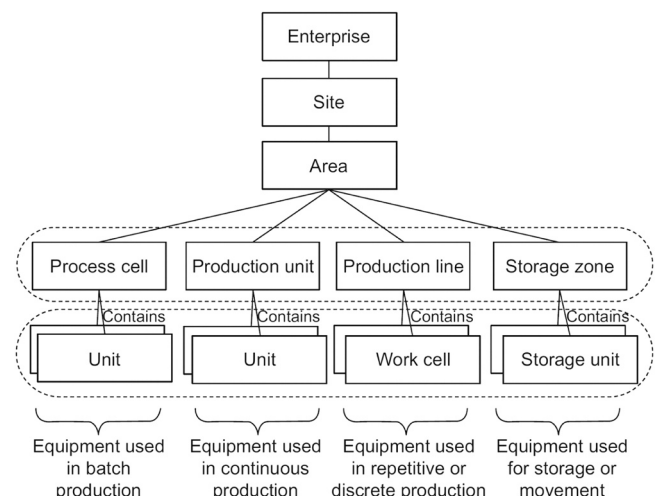 Enterprise
Site
Area
Process cell
Production unit
Production line
Storage zone
Contains
Contains
Contains
Contains
Unit
Unit
Work cell
Storage unit
Equipment used
in batch
production
Equipment used
in continuous
production
Equipment used
in repetitive or
discrete production
Equipment used
for storage or
movement